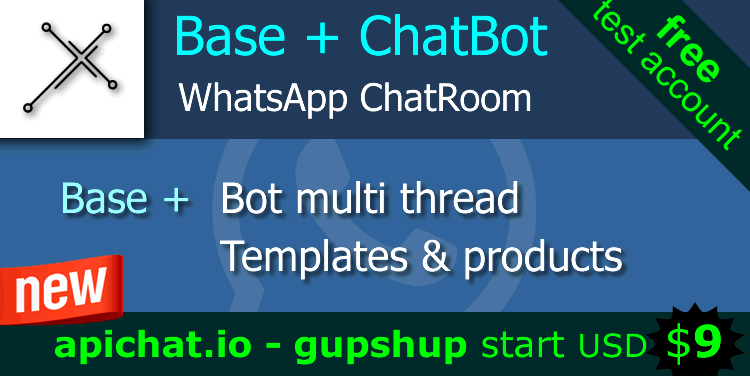 Base + ChatBot
free
test account
WhatsApp ChatRoom
Base + Bot multi thread
Templates & products
new
apichat.io - gupshup start USD $9